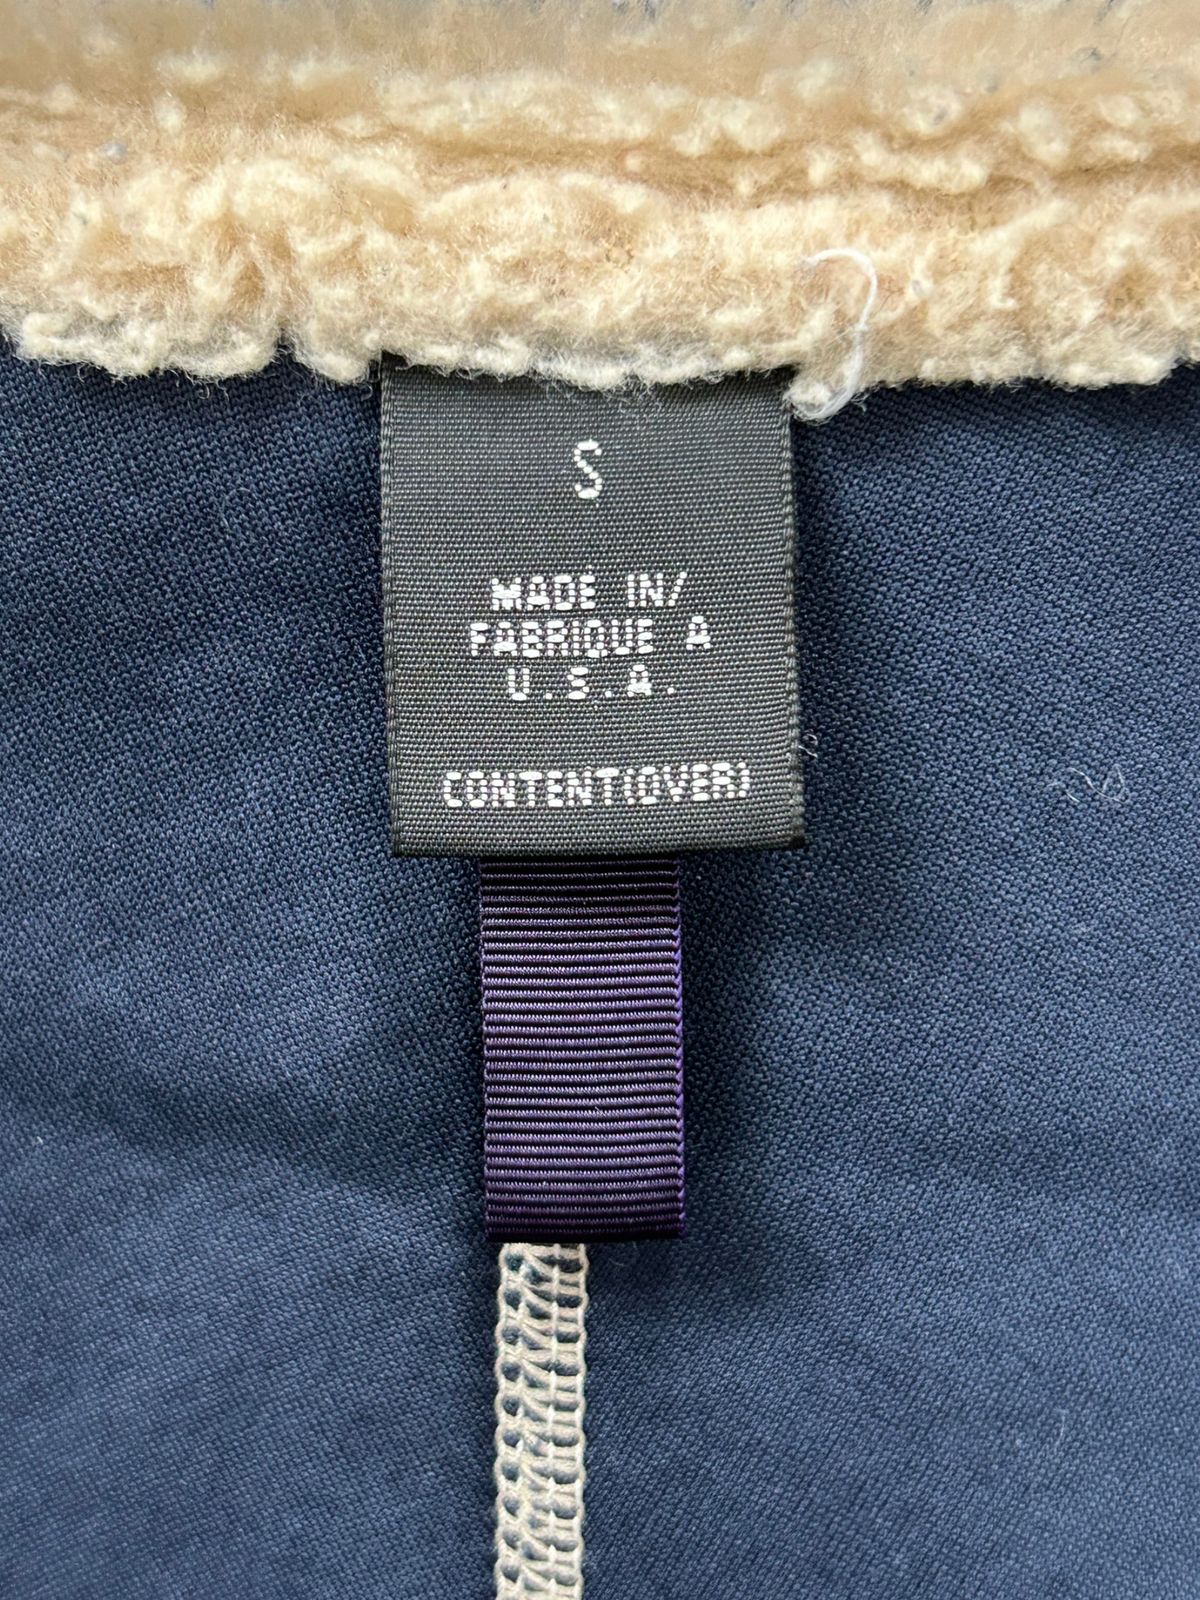 S
MADE IN/
FABRIQUE A
U.S.A.
CONTENT(OVER)